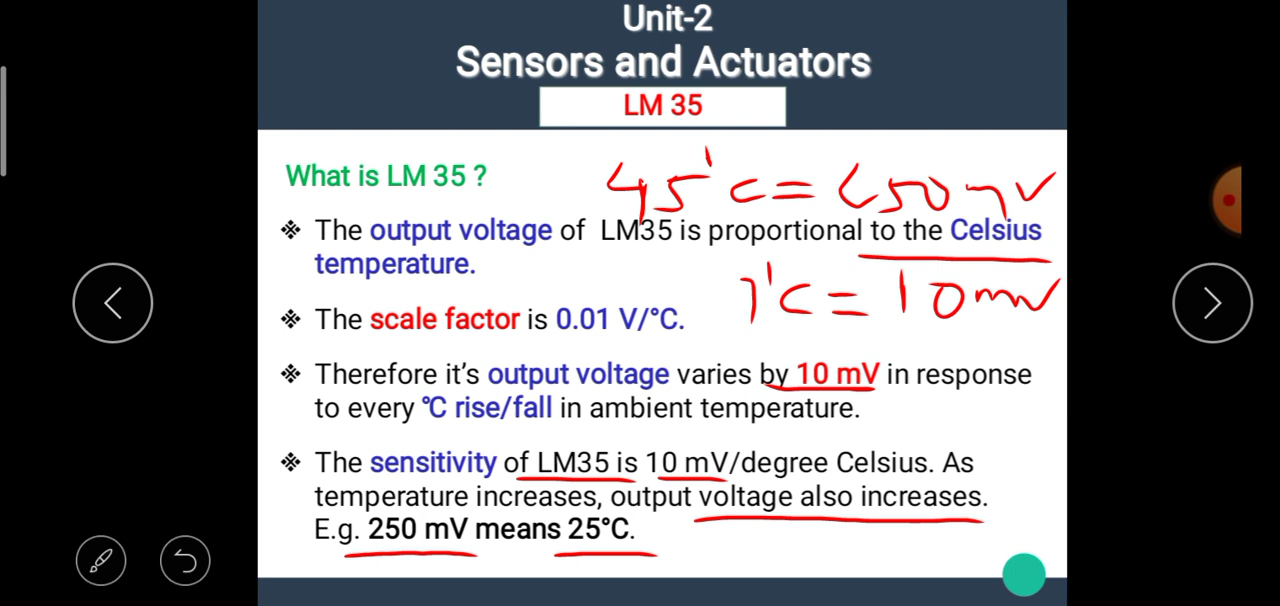 Unit-2
Sensors and Actuators
LM 35
What is LM 35 ?
45°C = 450mV
❖ The output voltage of LM35 is proportional to the Celsius
temperature.
1°C = 10mV
❖ The scale factor is 0.01 V/°C.
❖ Therefore it's output voltage varies by 10 mV in response
to every °C rise/fall in ambient temperature.
❖ The sensitivity of LM35 is 10 mV/degree Celsius. As
temperature increases, output voltage also increases.
E.g. 250 mV means 25°C.